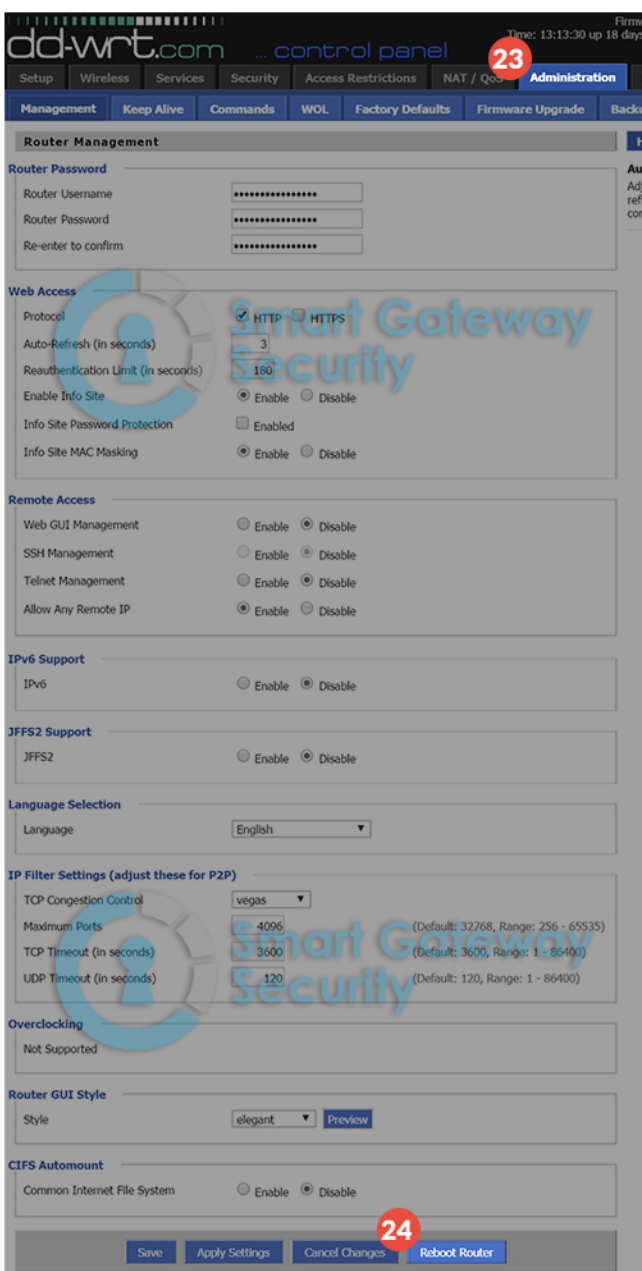 Firmw
dd-wrt.com ... control panel
Time: 13:13:30 up 18 days
23
Setup Wireless Services Security Access Restrictions NAT / QoS Administration
Management Keep Alive Commands WOL Factory Defaults Firmware Upgrade Backu
Router Management
H
Router Password
Au
Router Username ••••••••••••••••
Adj
ref
Router Password ••••••••••••••••
con
Re-enter to confirm ••••••••••••••••
Web Access
Smart Gateway
Security
Protocol HTTP HTTPS
Auto-Refresh (in seconds) 3
Reauthentication Limit (in seconds) 180
Enable Info Site Enable Disable
Info Site Password Protection Enabled
Info Site MAC Masking Enable Disable
Remote Access
Web GUI Management Enable Disable
SSH Management Enable Disable
Telnet Management Enable Disable
Allow Any Remote IP Enable Disable
IPv6 Support
IPv6 Enable Disable
JFFS2 Support
JFFS2 Enable Disable
Language Selection
Language English
IP Filter Settings (adjust these for P2P)
TCP Congestion Control vegas
Maximum Ports 4096 (Default: 32768, Range: 256 - 65535)
TCP Timeout (in seconds) 3600 (Default: 3600, Range: 1 - 86400)
UDP Timeout (in seconds) 120 (Default: 120, Range: 1 - 86400)
Smart Gateway
Security
Overclocking
Not Supported
Router GUI Style
Style elegant Preview
CIFS Automount
Common Internet File System Enable Disable
24
Save Apply Settings Cancel Changes Reboot Router